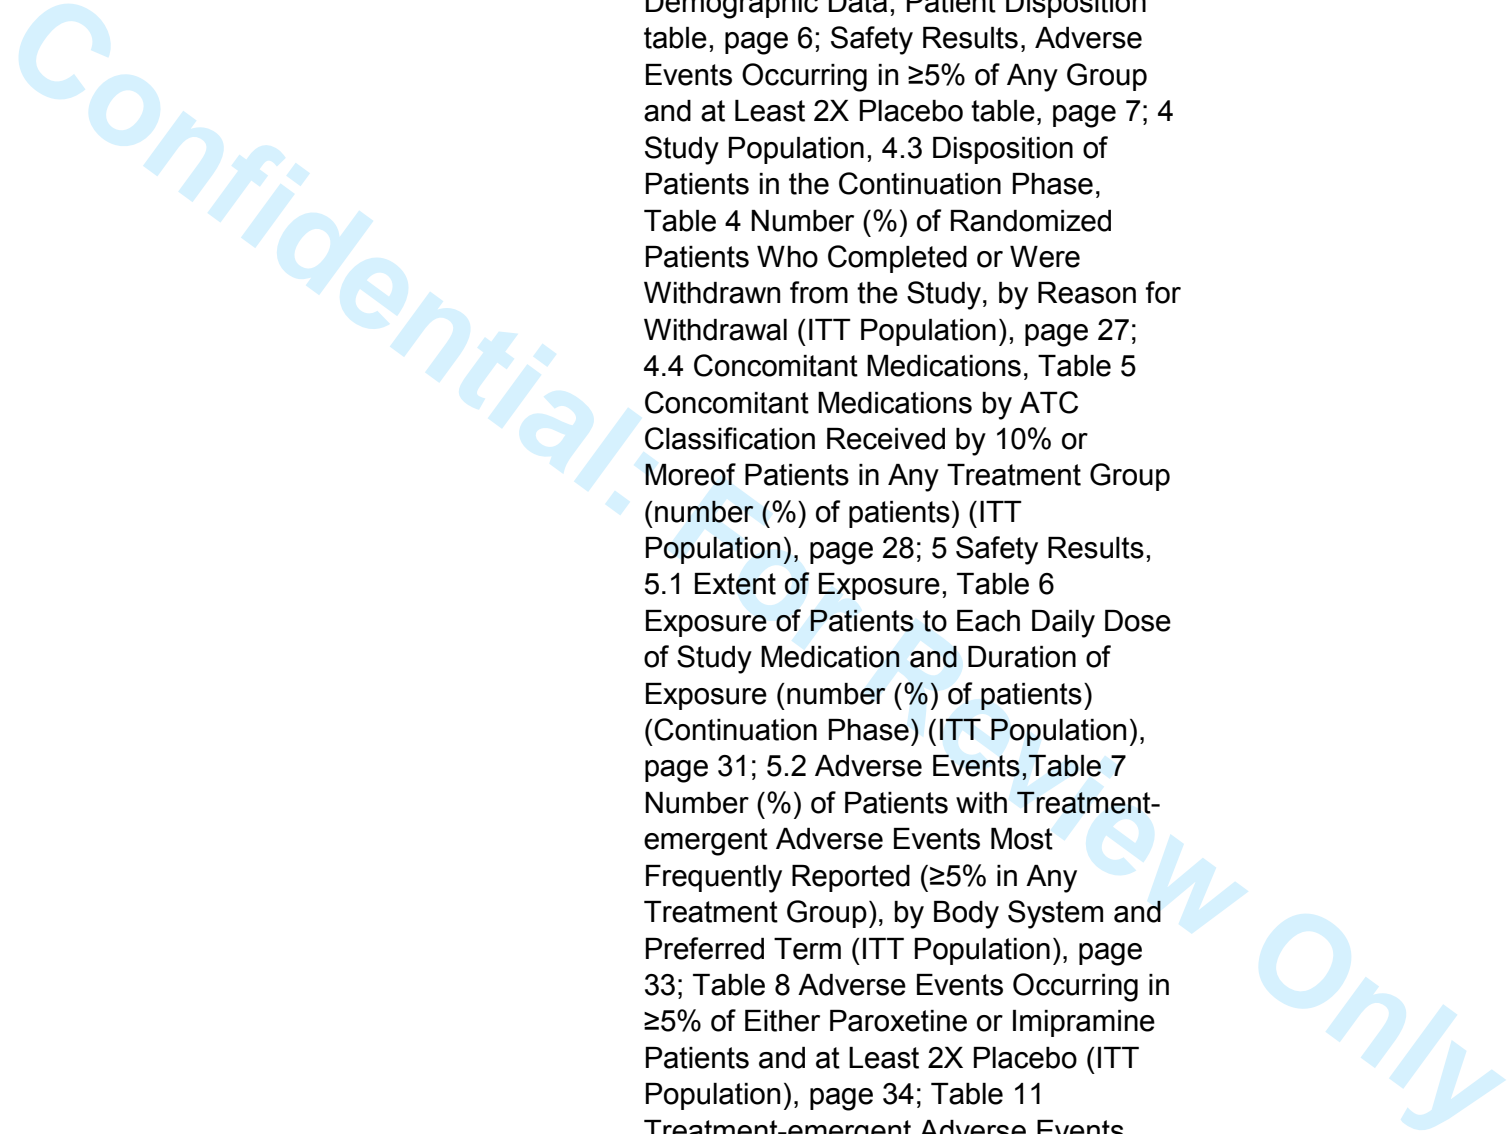 Demographic Data, Patient Disposition
table, page 6; Safety Results, Adverse
Events Occurring in ≥5% of Any Group
and at Least 2X Placebo table, page 7; 4
Study Population, 4.3 Disposition of
Patients in the Continuation Phase,
Table 4 Number (%) of Randomized
Patients Who Completed or Were
Withdrawn from the Study, by Reason for
Withdrawal (ITT Population), page 27;
4.4 Concomitant Medications, Table 5
Concomitant Medications by ATC
Classification Received by 10% or
Moreof Patients in Any Treatment Group
(number (%) of patients) (ITT
Population), page 28; 5 Safety Results,
5.1 Extent of Exposure, Table 6
Exposure of Patients to Each Daily Dose
of Study Medication and Duration of
Exposure (number (%) of patients)
(Continuation Phase) (ITT Population),
page 31; 5.2 Adverse Events,Table 7
Number (%) of Patients with Treatment-
emergent Adverse Events Most
Frequently Reported (≥5% in Any
Treatment Group), by Body System and
Preferred Term (ITT Population), page
33; Table 8 Adverse Events Occurring in
≥5% of Either Paroxetine or Imipramine
Patients and at Least 2X Placebo (ITT
Population), page 34; Table 11
Treatment-emergent Adverse Events
Confidential: For Review Only